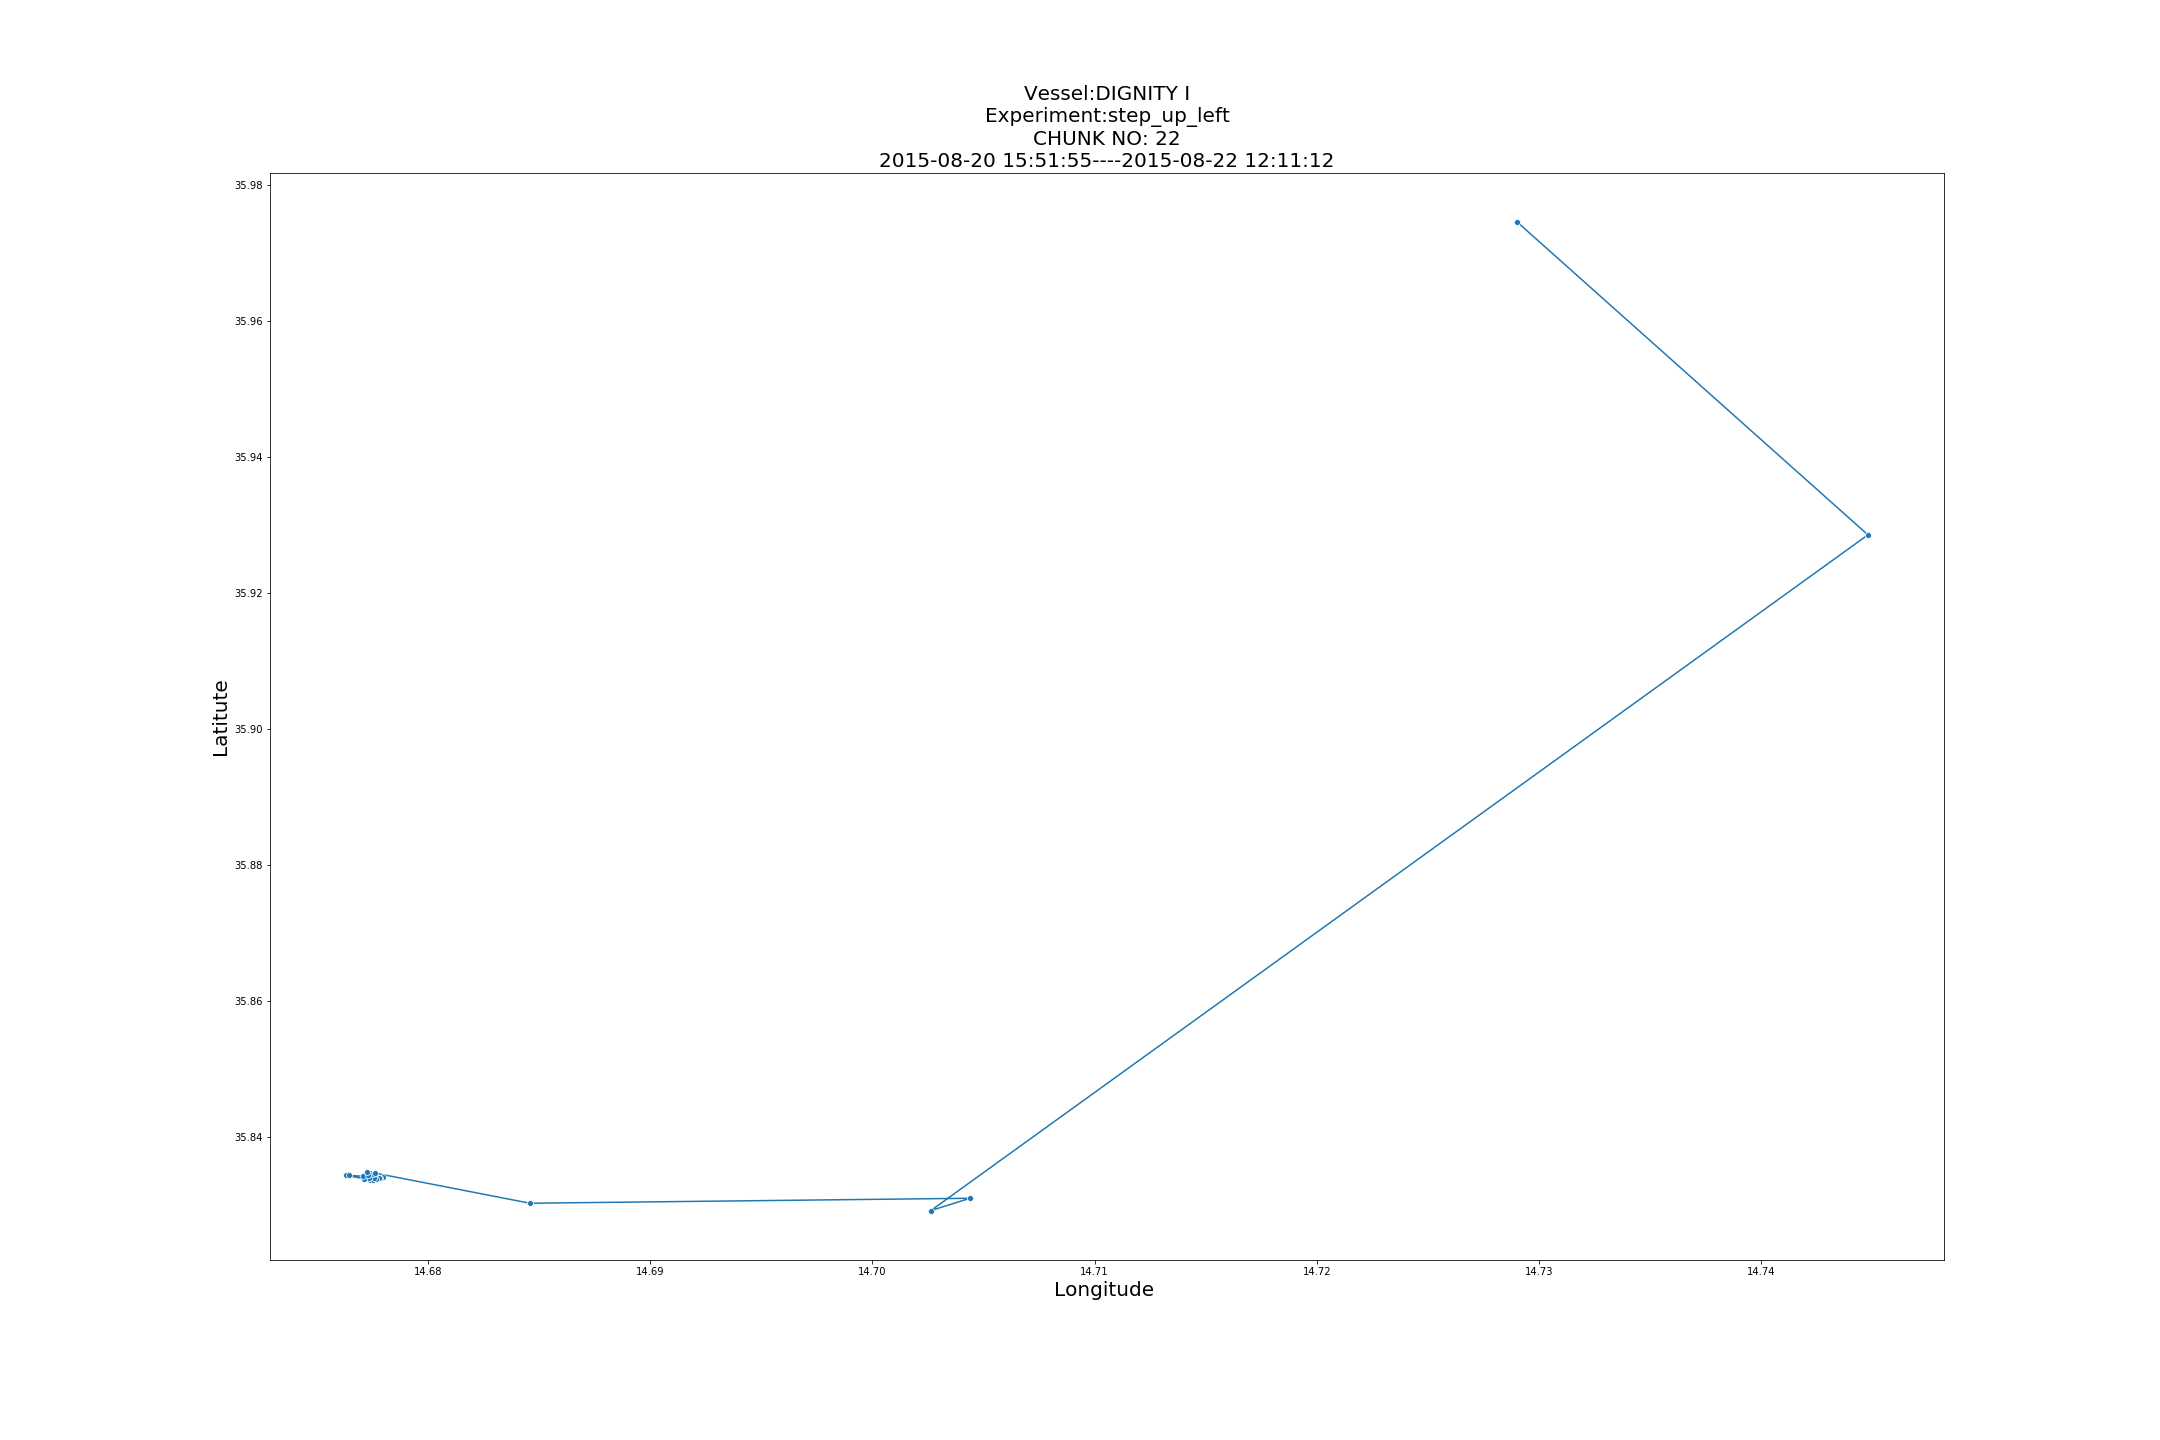 Vessel:DIGNITY I
Experiment:step_up_left
CHUNK NO: 22
2015-08-20 15:51:55----2015-08-22 12:11:12
35.98
35.96
35.94
35.92
35.90
35.88
35.86
35.84
Latitute
14.68 14.69 14.70 14.71 14.72 14.73 14.74
Longitude